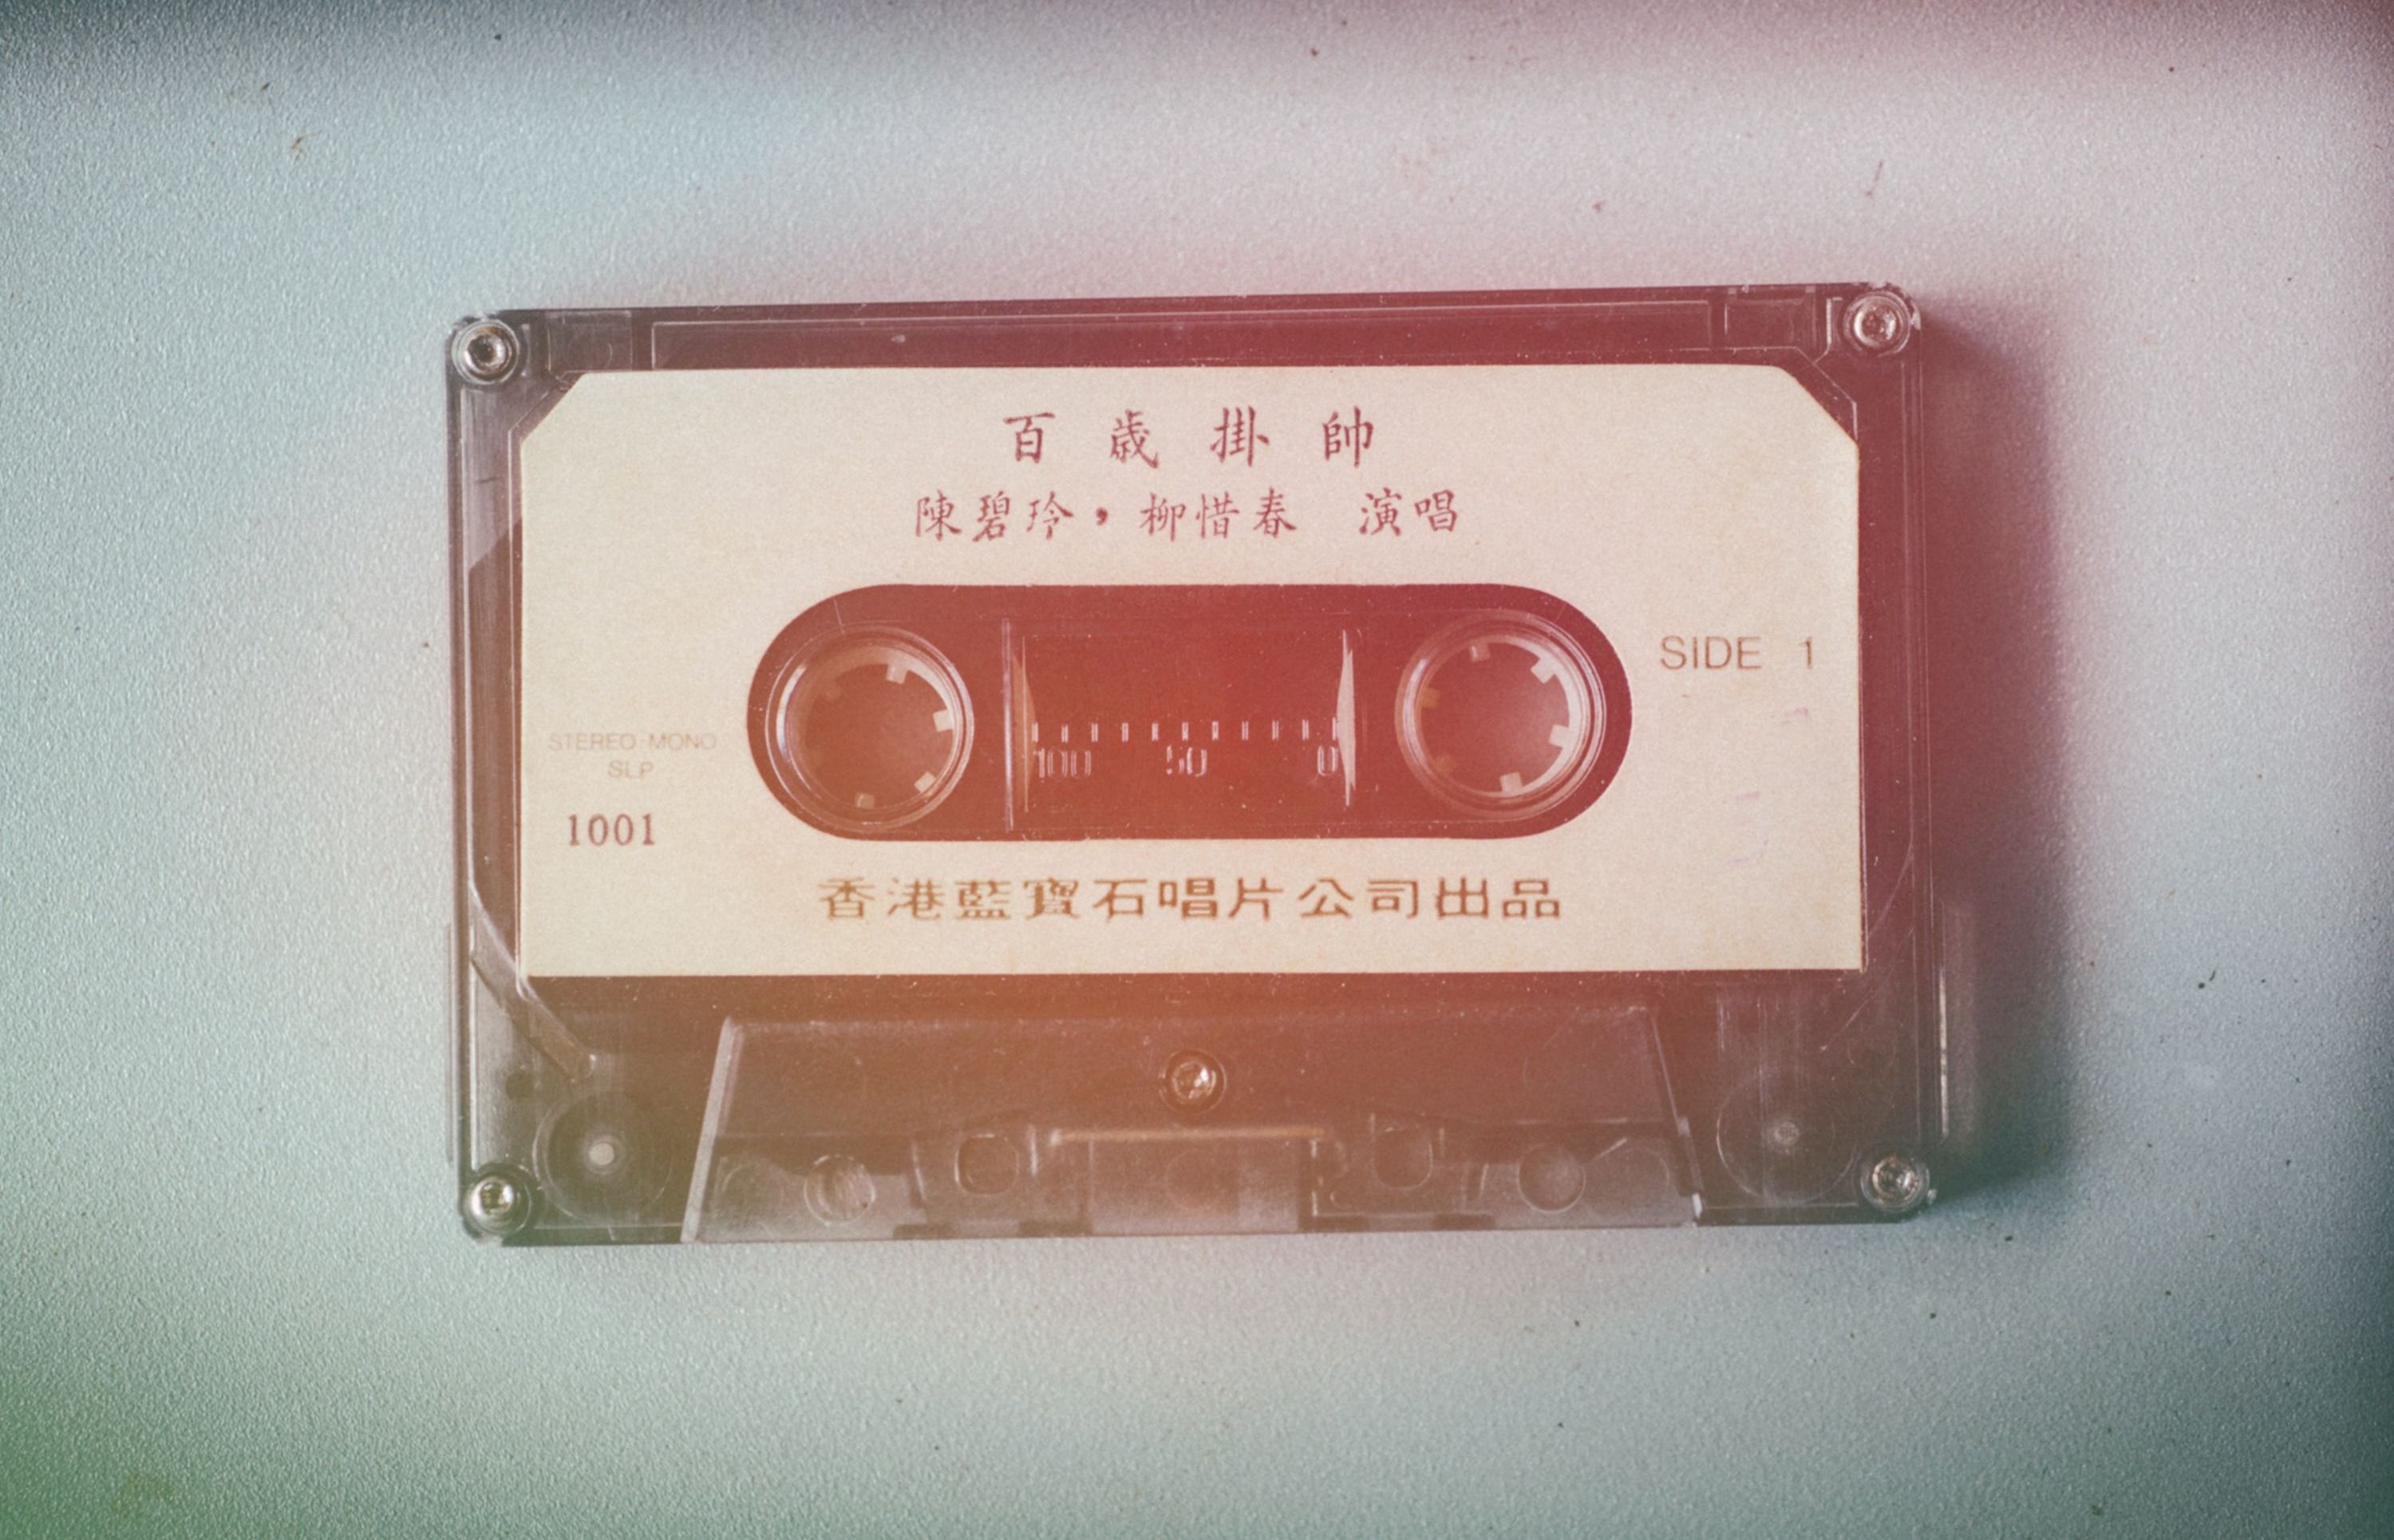 百歲掛帥
陳碧玲，柳惜春 演唱
SIDE 1
STEREO-MONO
SLP
1001
100 50 0
香港藍寶石唱片公司出品